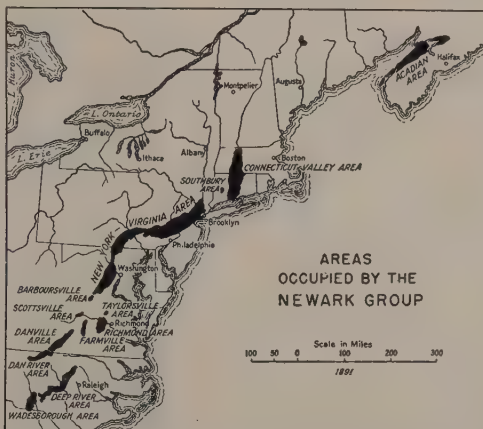 L. Huron
L. Ontario
Buffalo
L. Erie
Ithaca
Albany
Montpelier
Augusta
ACADIAN
AREA
Halifax
Boston
CONNECTICUT-VALLEY AREA
SOUTHBURY
AREA
Brooklyn
NEW YORK – VIRGINIA AREA
Philadelphia
Washington
BARBOURSVILLE
AREA
SCOTTSVILLE
AREA
TAYLORSVILLE
AREA
Richmond
RICHMOND AREA
FARMVILLE
AREA
DANVILLE
AREA
DAN RIVER
AREA
Raleigh
DEEP RIVER
AREA
WADESBOROUGH AREA
AREAS
OCCUPIED BY THE
NEWARK GROUP
Scale in Miles
100 50 0 100 200 300
1891